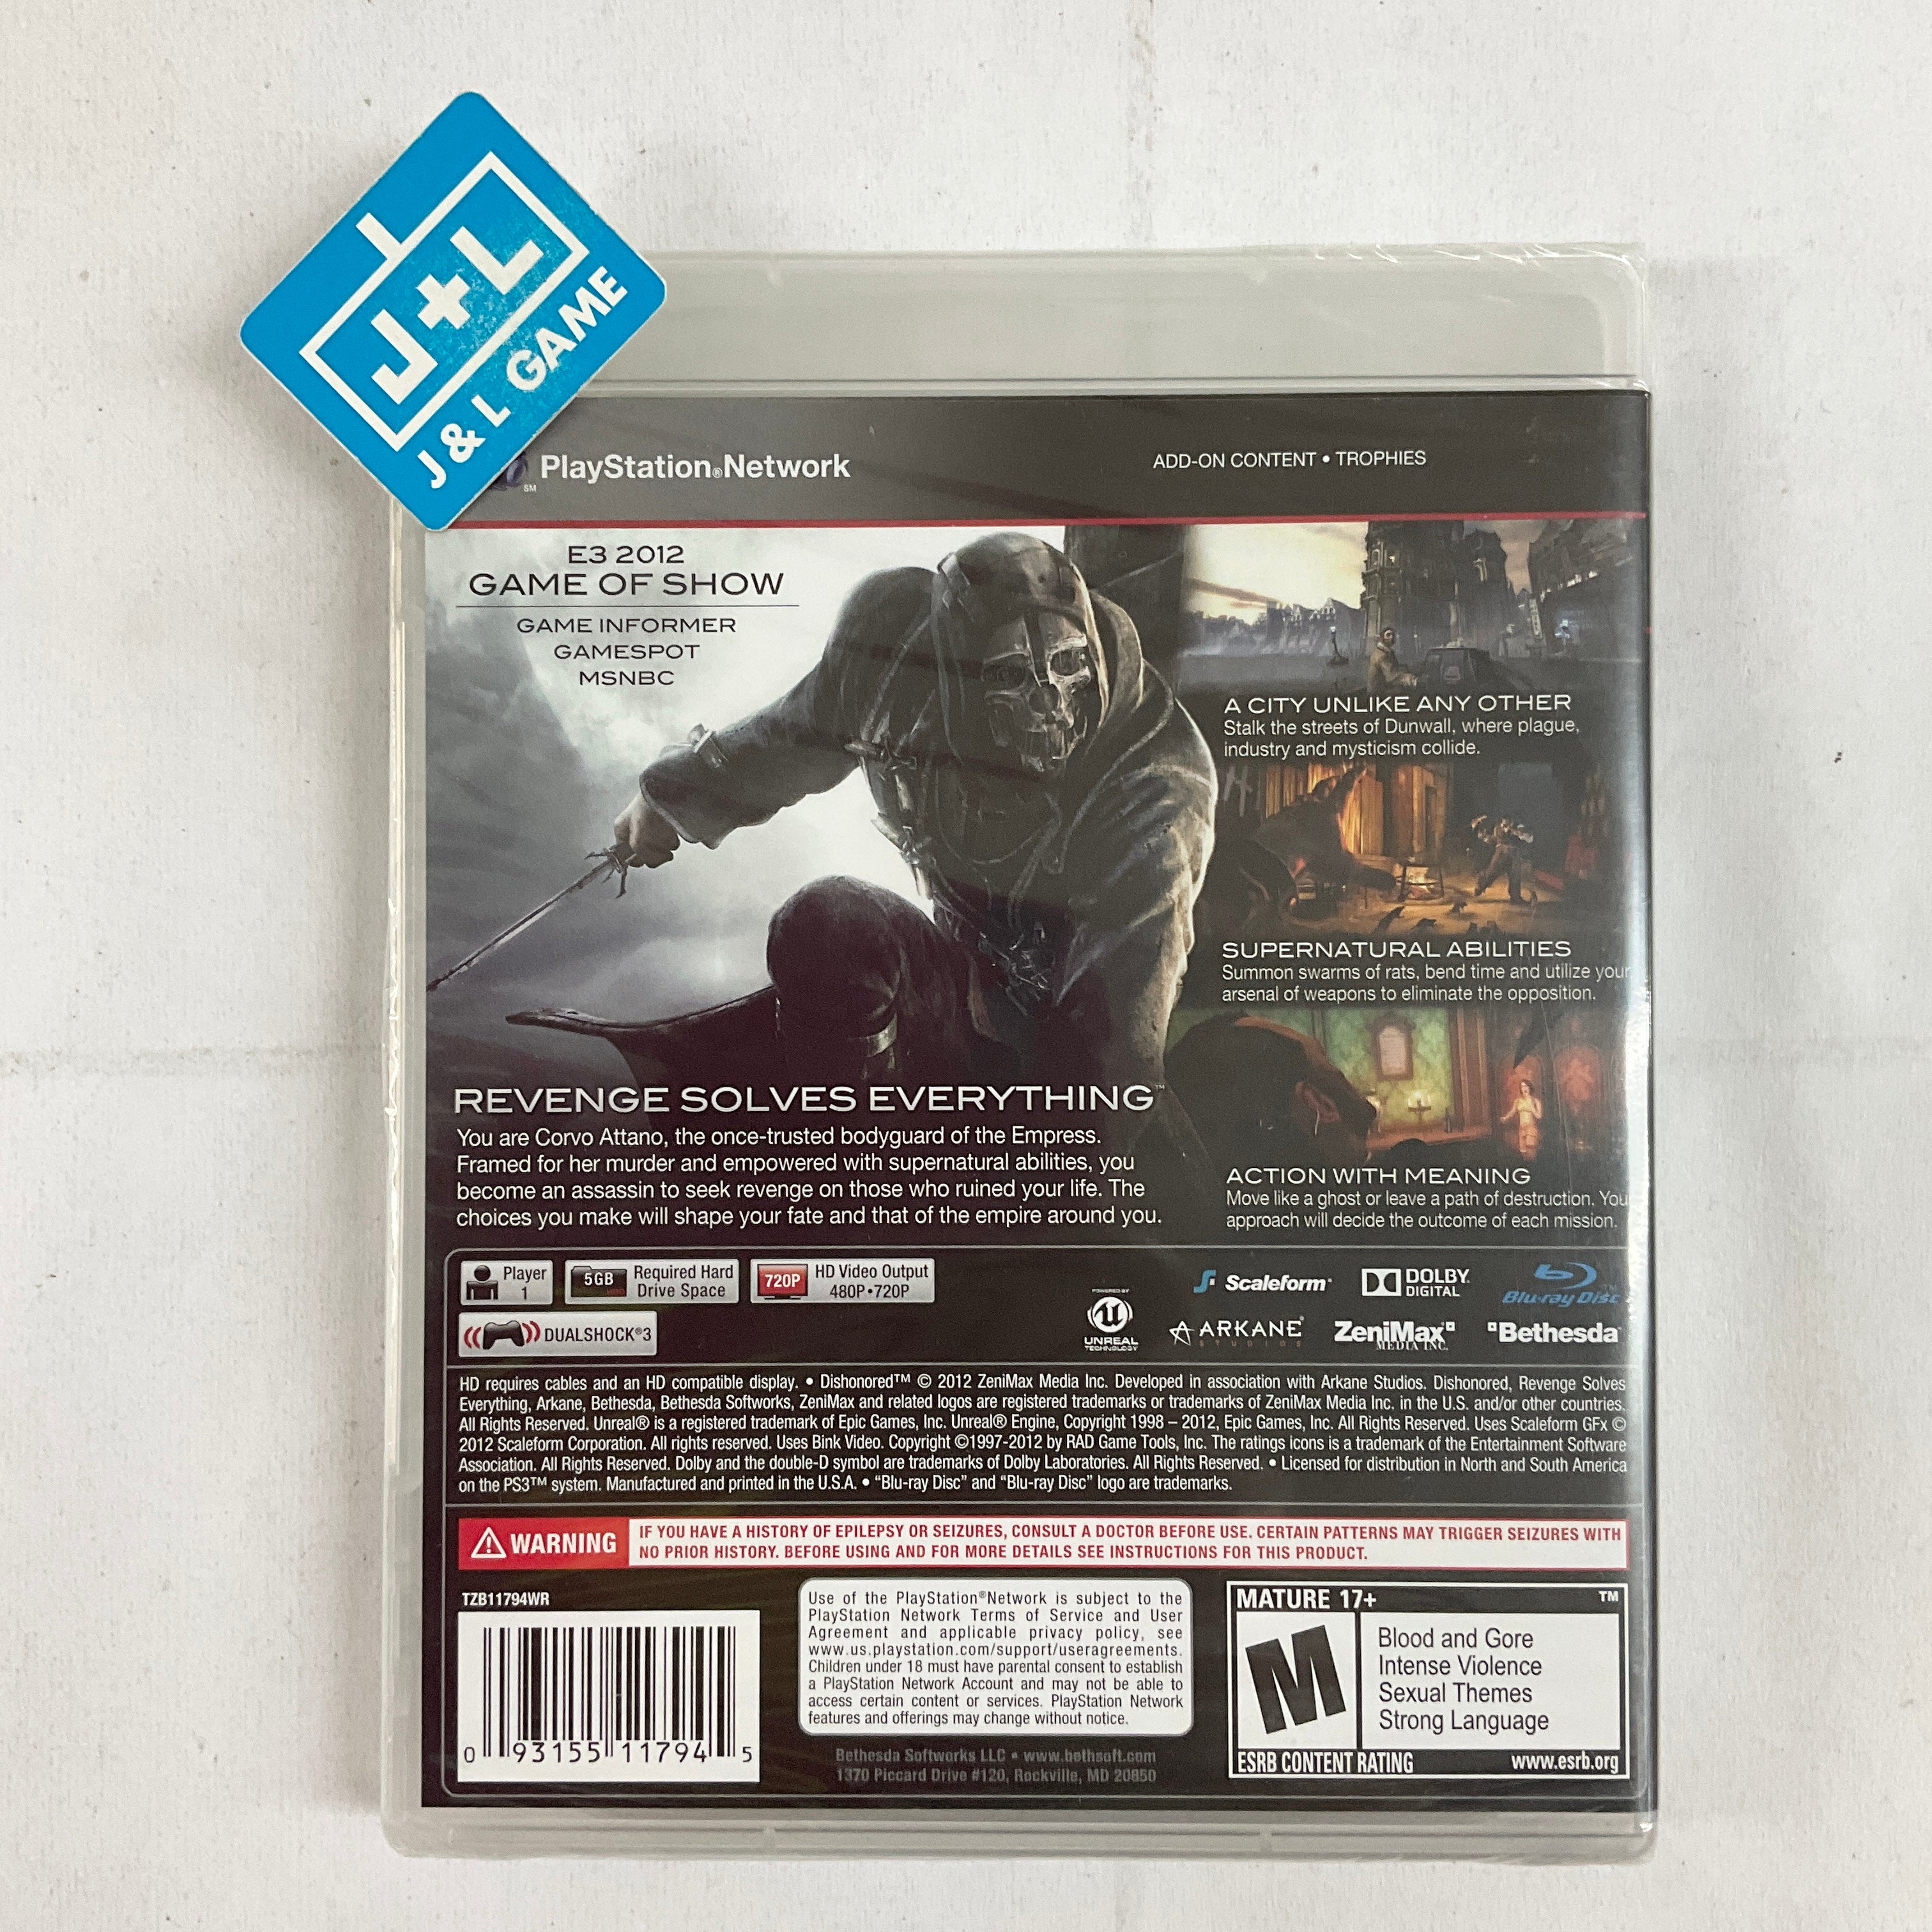 J+L
J & L GAME
SM PlayStation®Network
ADD-ON CONTENT • TROPHIES
E3 2012
GAME OF SHOW
GAME INFORMER
GAMESPOT
MSNBC
A CITY UNLIKE ANY OTHER
Stalk the streets of Dunwall, where plague,
industry and mysticism collide.
SUPERNATURAL ABILITIES
Summon swarms of rats, bend time and utilize your
arsenal of weapons to eliminate the opposition.
REVENGE SOLVES EVERYTHING™
You are Corvo Attano, the once-trusted bodyguard of the Empress.
Framed for her murder and empowered with supernatural abilities, you
become an assassin to seek revenge on those who ruined your life. The
choices you make will shape your fate and that of the empire around you.
ACTION WITH MEANING
Move like a ghost or leave a path of destruction. You
approach will decide the outcome of each mission.
Player
1
5GB
Required Hard
Drive Space
720P
HD Video Output
480P•720P
DUALSHOCK®3
POWERED BY
UNREAL
TECHNOLOGY
Scaleform®
DOLBY
DIGITAL
Blu-ray Disc™
ARKANE®
STUDIOS
ZeniMax
MEDIA INC.
Bethesda
HD requires cables and an HD compatible display. • Dishonored™ © 2012 ZeniMax Media Inc. Developed in association with Arkane Studios. Dishonored, Revenge Solves
Everything, Arkane, Bethesda, Bethesda Softworks, ZeniMax and related logos are registered trademarks or trademarks of ZeniMax Media Inc. in the U.S. and/or other countries.
All Rights Reserved. Unreal® is a registered trademark of Epic Games, Inc. Unreal® Engine, Copyright 1998 – 2012, Epic Games, Inc. All Rights Reserved. Uses Scaleform GFx ©
2012 Scaleform Corporation. All rights reserved. Uses Bink Video. Copyright ©1997-2012 by RAD Game Tools, Inc. The ratings icons is a trademark of the Entertainment Software
Association. All Rights Reserved. Dolby and the double-D symbol are trademarks of Dolby Laboratories. All Rights Reserved. • Licensed for distribution in North and South America
on the PS3™ system. Manufactured and printed in the U.S.A. • “Blu-ray Disc” and “Blu-ray Disc” logo are trademarks.
WARNING
IF YOU HAVE A HISTORY OF EPILEPSY OR SEIZURES, CONSULT A DOCTOR BEFORE USE. CERTAIN PATTERNS MAY TRIGGER SEIZURES WITH
NO PRIOR HISTORY. BEFORE USING AND FOR MORE DETAILS SEE INSTRUCTIONS FOR THIS PRODUCT.
TZB11794WR
0 93155 11794 5
Use of the PlayStation®Network is subject to the
PlayStation Network Terms of Service and User
Agreement and applicable privacy policy, see
www.us.playstation.com/support/useragreements.
Children under 18 must have parental consent to establish
a PlayStation Network Account and may not be able to
access certain content or services. PlayStation Network
features and offerings may change without notice.
Bethesda Softworks LLC • www.bethsoft.com
1370 Piccard Drive #120, Rockville, MD 20850
MATURE 17+ ™
M
Blood and Gore
Intense Violence
Sexual Themes
Strong Language
ESRB CONTENT RATING
www.esrb.org